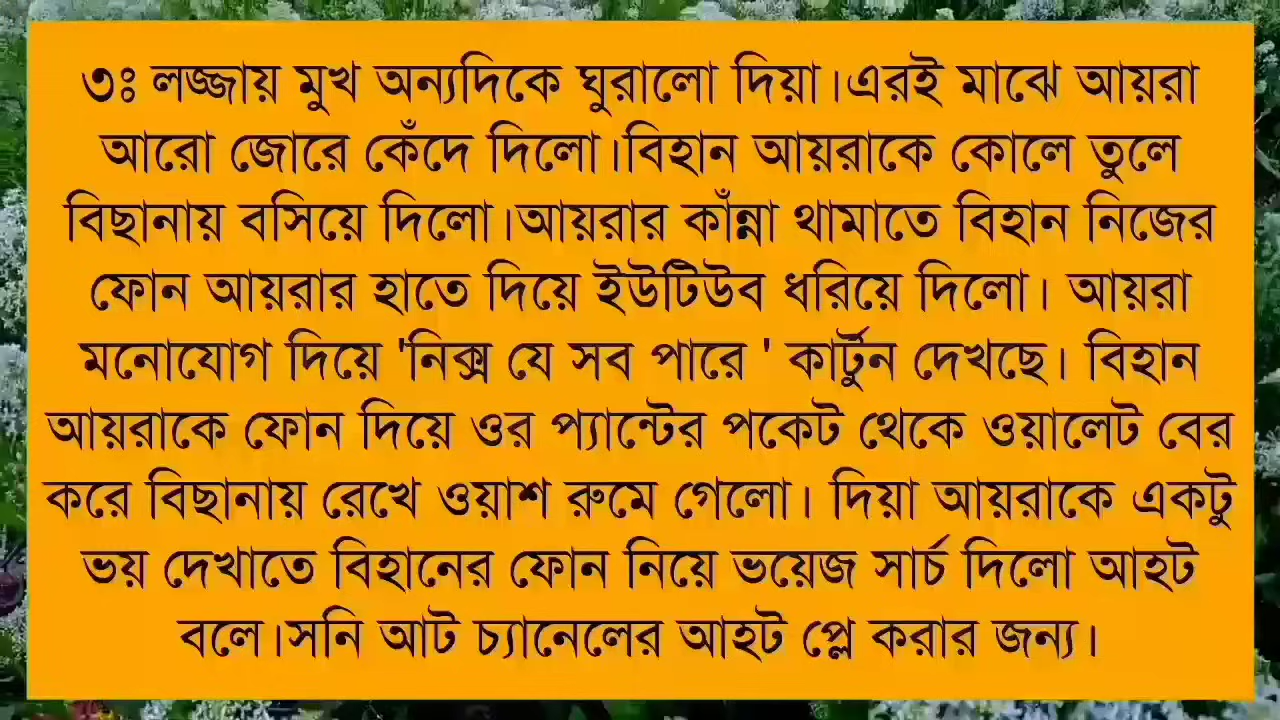 ৩ঃ লজ্জায় মুখ অন্যদিকে ঘুরালো দিয়া।এরই মাঝে আয়রা
আরো জোরে কেঁদে দিলো।বিহান আয়রাকে কোলে তুলে
বিছানায় বসিয়ে দিলো।আয়রার কাঁন্না থামাতে বিহান নিজের
ফোন আয়রার হাতে দিয়ে ইউটিউব ধরিয়ে দিলো। আয়রা
মনোযোগ দিয়ে 'নিক্স যে সব পারে ' কার্টুন দেখছে। বিহান
আয়রাকে ফোন দিয়ে ওর প্যান্টের পকেট থেকে ওয়ালেট বের
করে বিছানায় রেখে ওয়াশ রুমে গেলো। দিয়া আয়রাকে একটু
ভয় দেখাতে বিহানের ফোন নিয়ে ভয়েজ সার্চ দিলো আহট
বলে।সনি আট চ্যানেলের আহট প্লে করার জন্য।